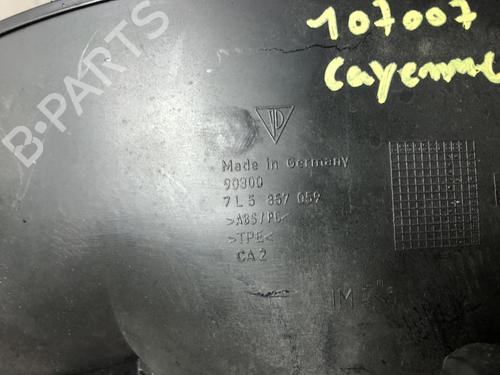 107007
Cayenne
B-PARTS
Made in Germany
90300
7L5 857 059
>ABS/PC<
>TPE<
CA2